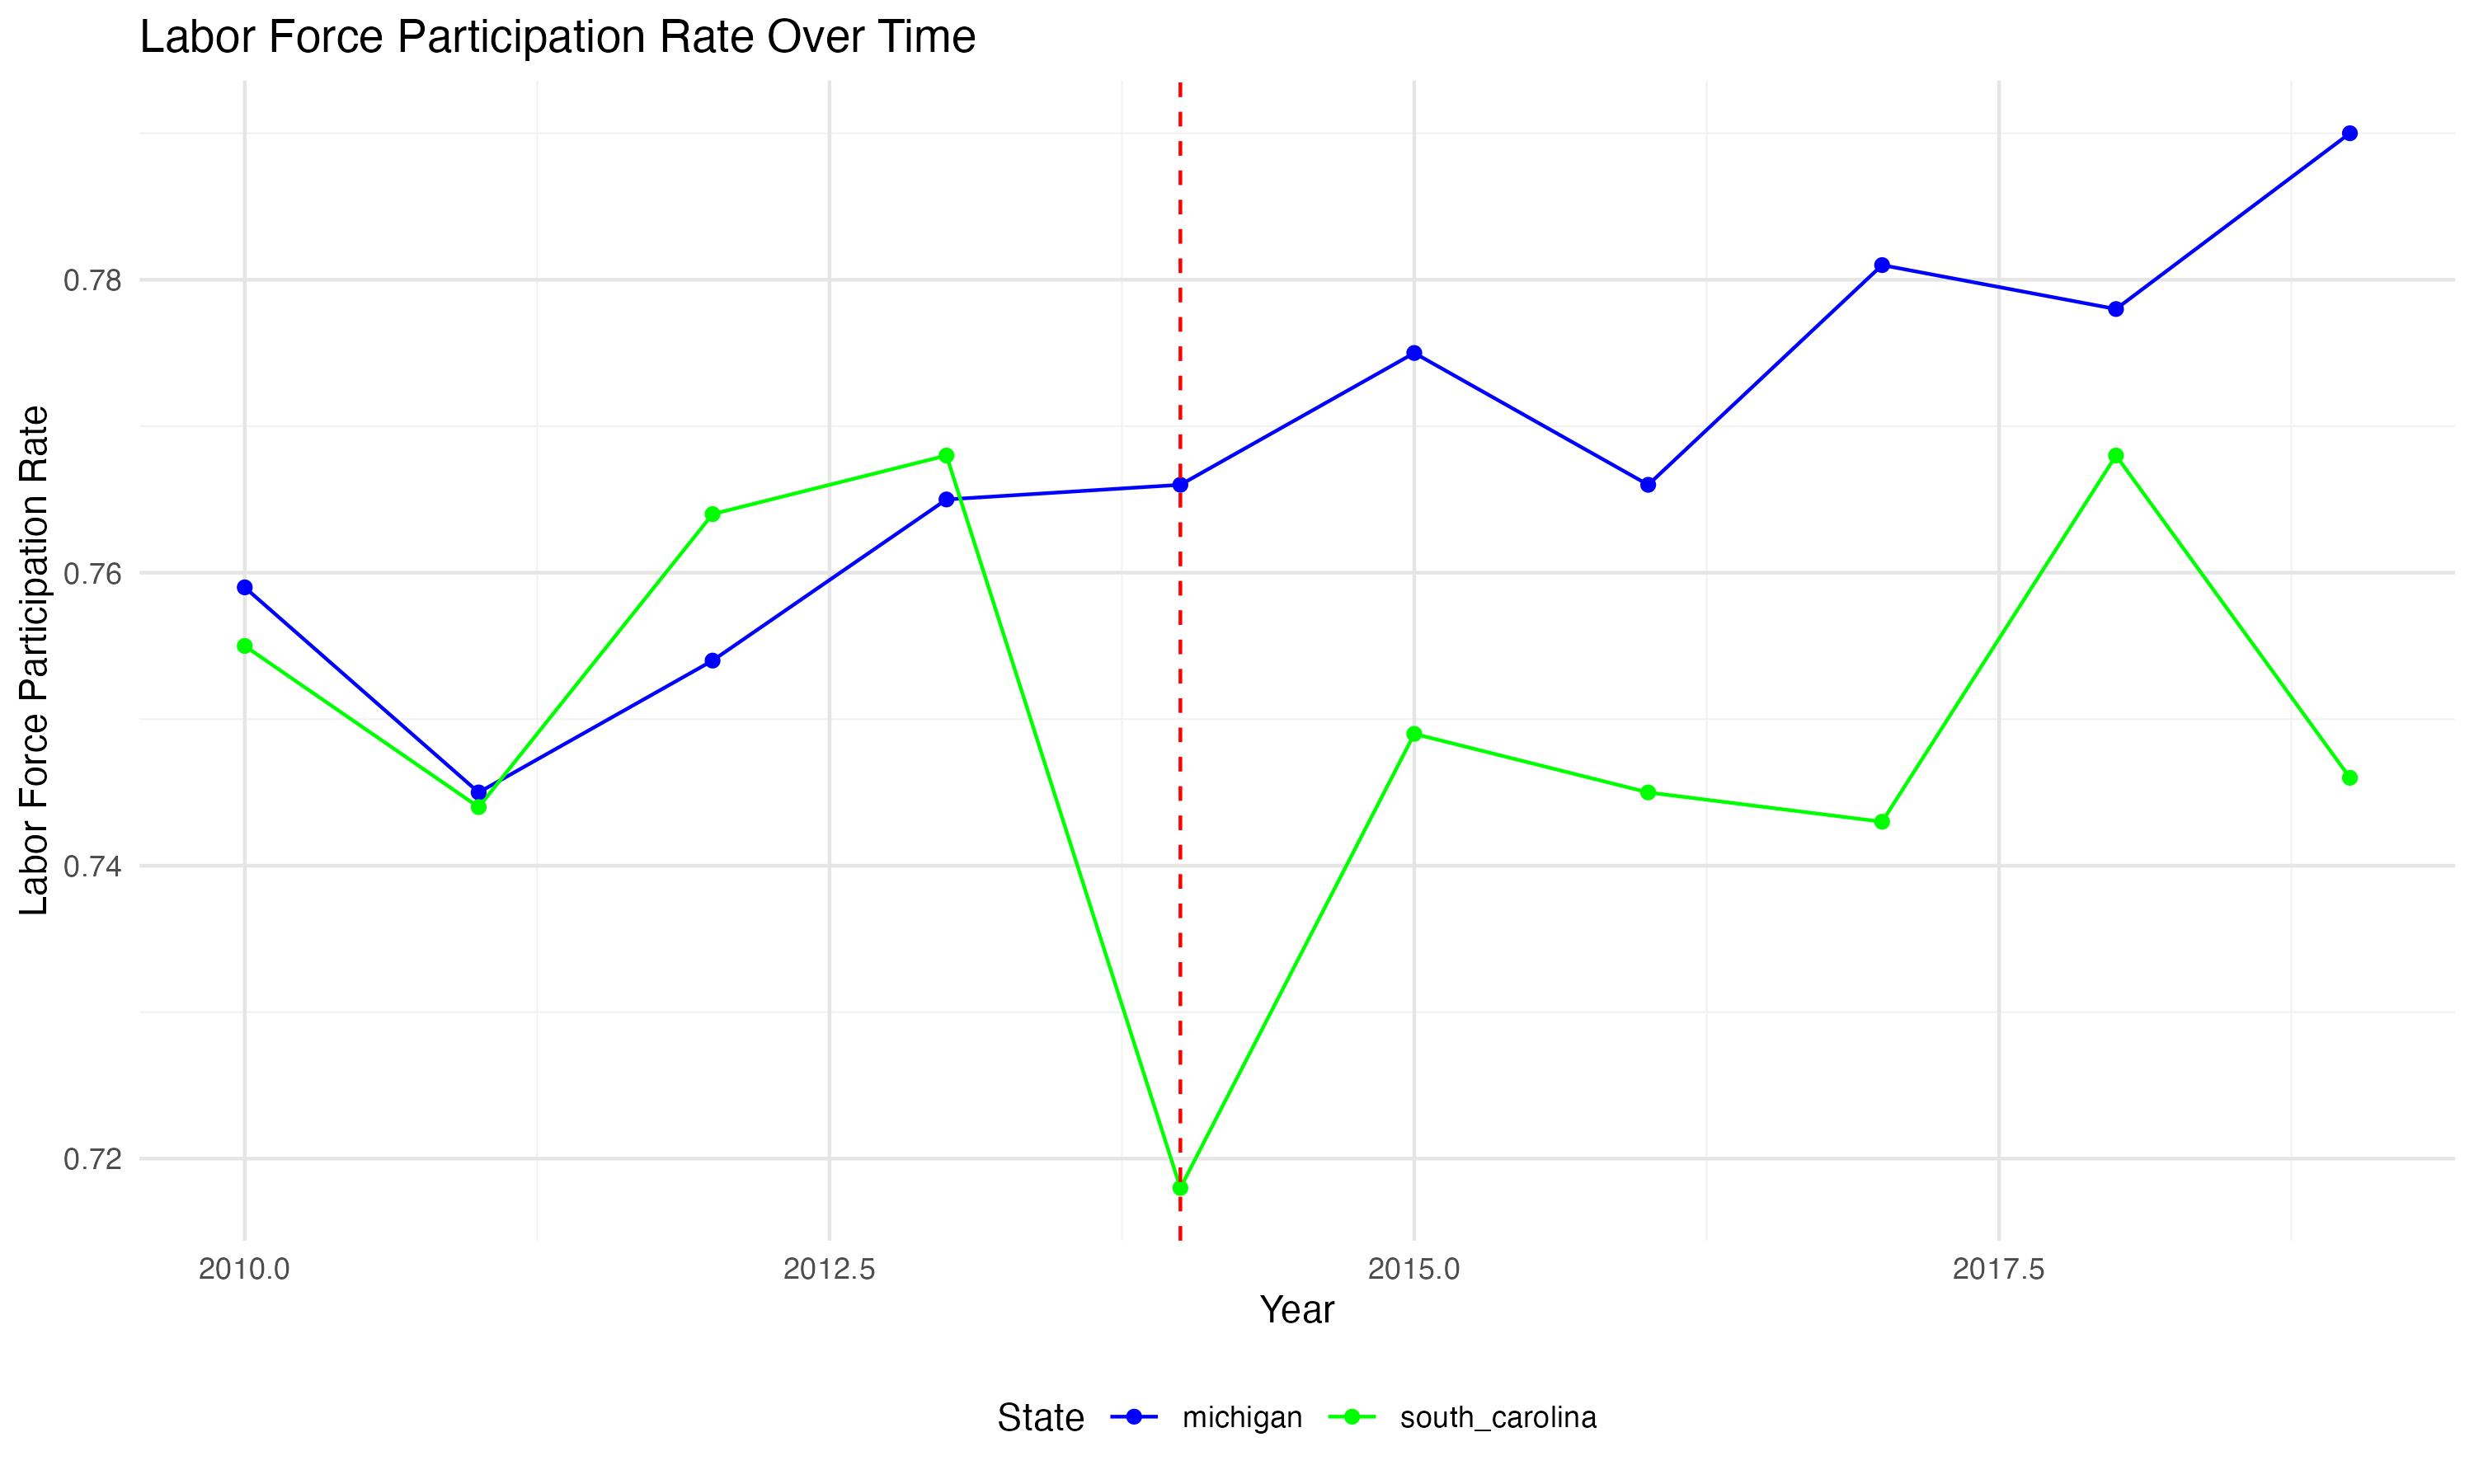 Labor Force Participation Rate Over Time
Labor Force Participation Rate
0.78
0.76
0.74
0.72
2010.0 2012.5 2015.0 2017.5
Year
State michigan south_carolina